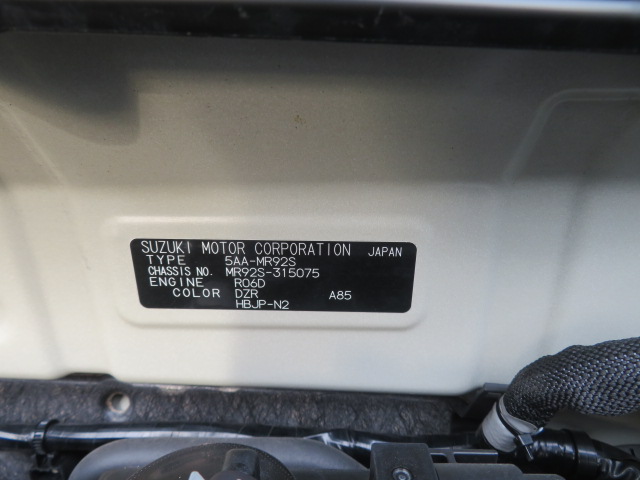 SUZUKI MOTOR CORPORATION JAPAN
TYPE 5AA-MR92S
CHASSIS NO. MR92S-315075
ENGINE R06D
COLOR DZR A85
HBJP-N2